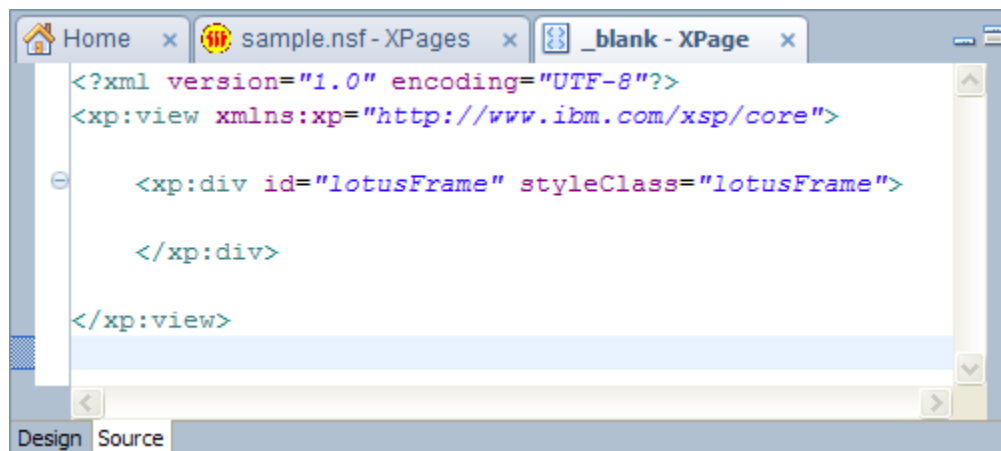 Home sample.nsf - XPages _blank - XPage
<?xml version="1.0" encoding="UTF-8"?>
<xp:view xmlns:xp="http://www.ibm.com/xsp/core">
<xp:div id="lotusFrame" styleClass="lotusFrame">
</xp:div>
</xp:view>
Design Source